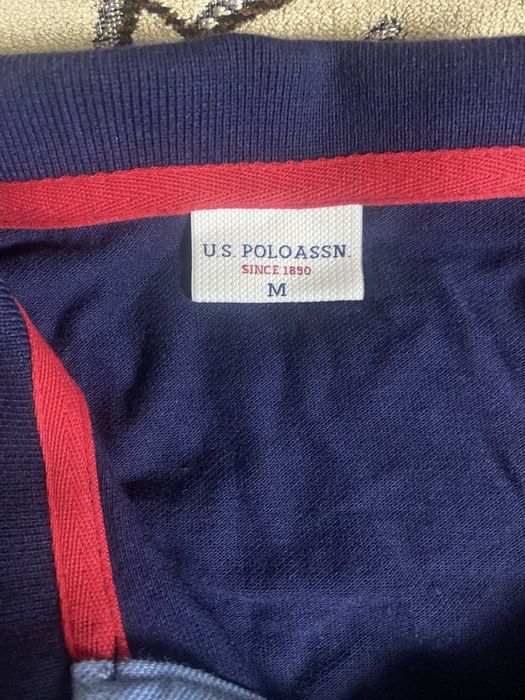 U.S. POLO ASSN.
SINCE 1890
M